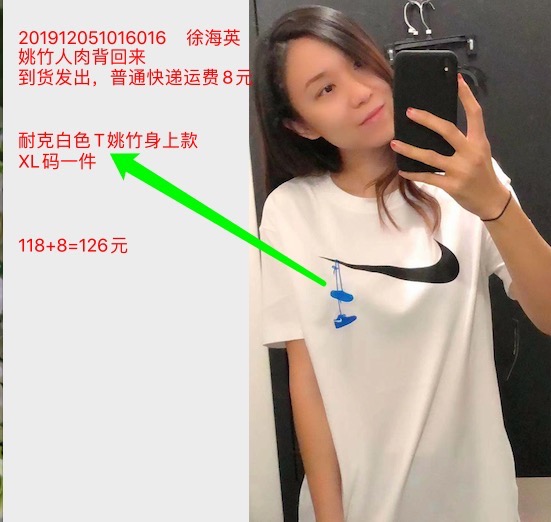 201912051016016 徐海英
姚竹人肉背回来
到货发出，普通快递运费8元
耐克白色T姚竹身上款
XL码一件
118+8=126元